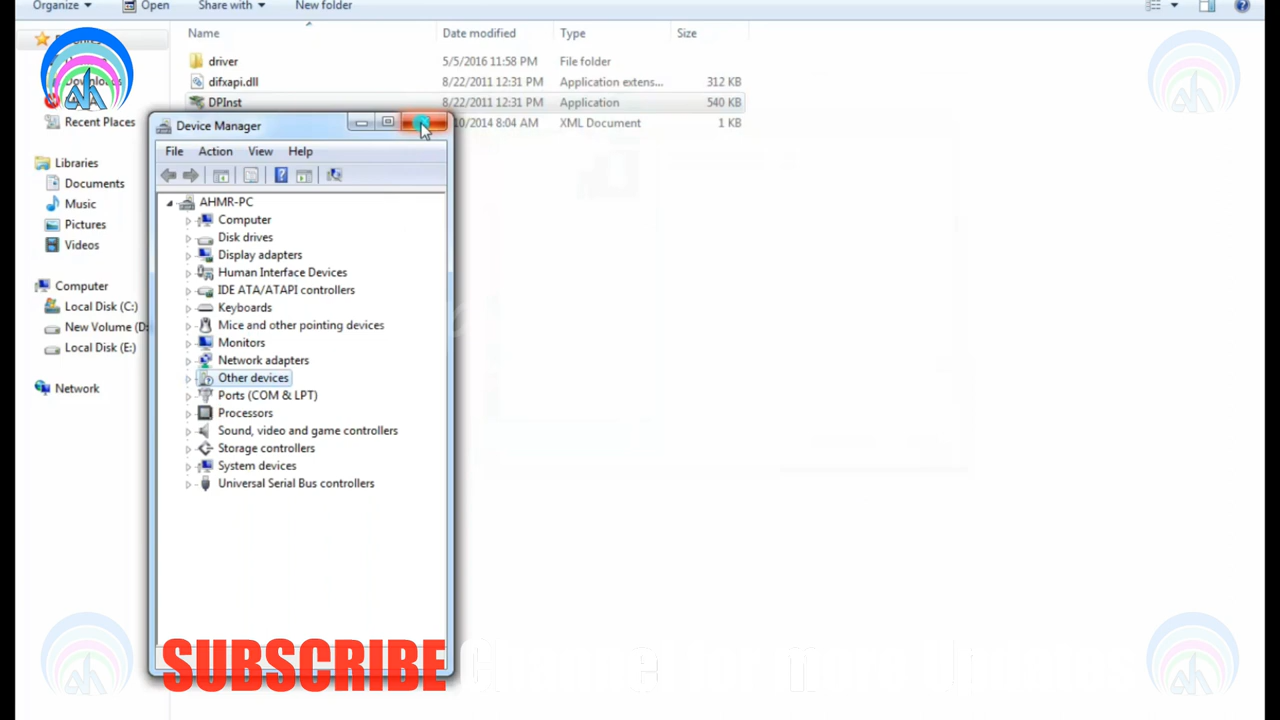 Organize Open Share with New folder
Name Date modified Type Size
driver 5/5/2016 11:58 PM File folder
difxapi.dll 8/22/2011 12:31 PM Application extens... 312 KB
DPInst 8/22/2011 12:31 PM Application 540 KB
10/2014 8:04 AM XML Document 1 KB
Recent Places
Libraries
Documents
Music
Pictures
Videos
Computer
Local Disk (C:)
New Volume (D:
Local Disk (E:)
Network
Device Manager
File Action View Help
AHMR-PC
Computer
Disk drives
Display adapters
Human Interface Devices
IDE ATA/ATAPI controllers
Keyboards
Mice and other pointing devices
Monitors
Network adapters
Other devices
Ports (COM & LPT)
Processors
Sound, video and game controllers
Storage controllers
System devices
Universal Serial Bus controllers
SUBSCRIBE